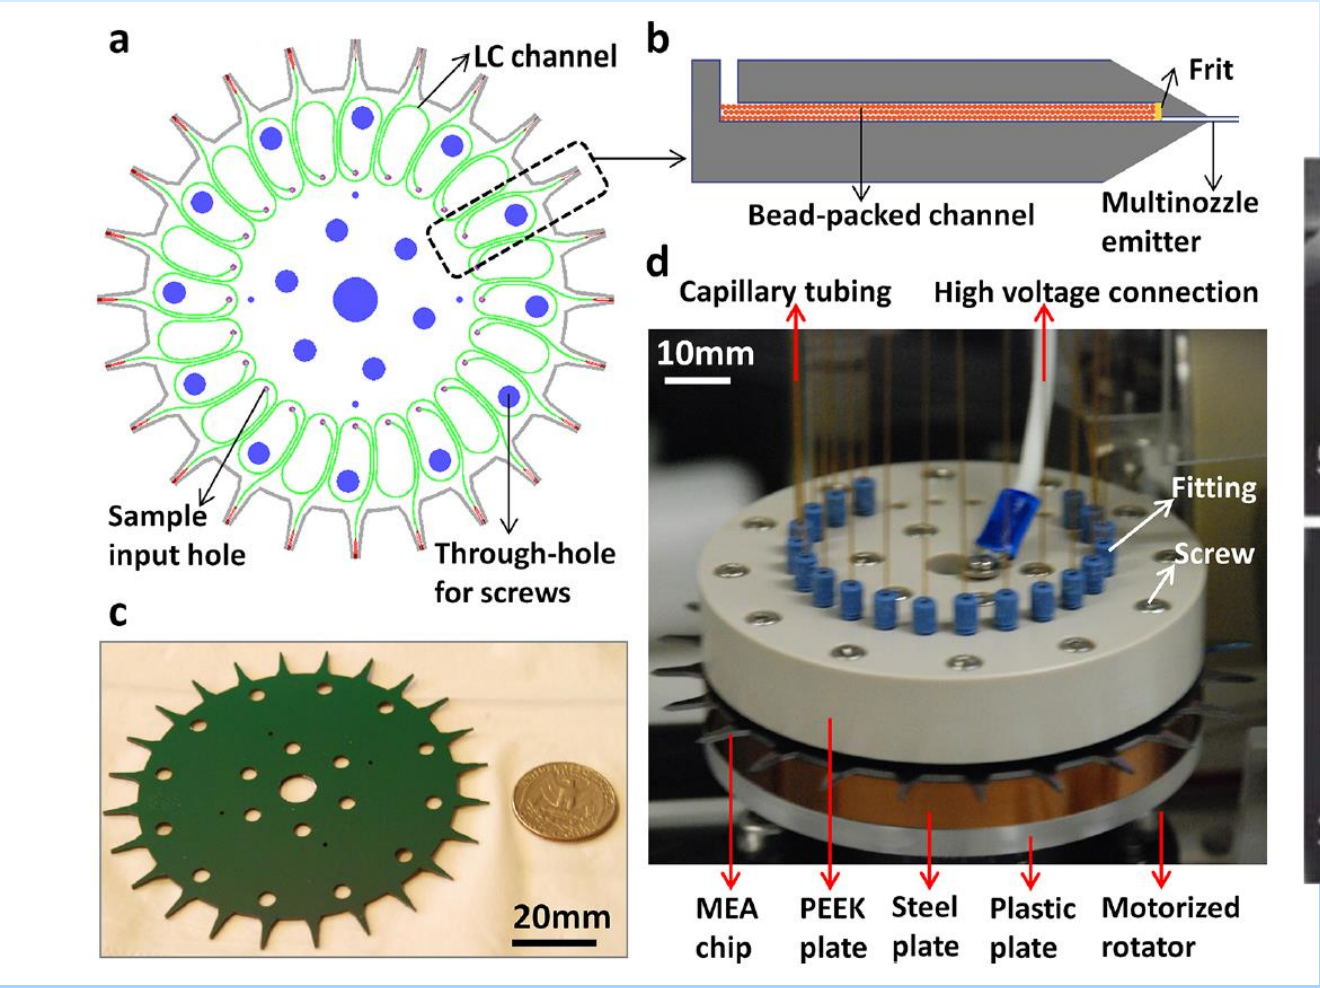 a
LC channel
Sample
input hole
Through-hole
for screws
b
Frit
Bead-packed channel
Multinozzle
emitter
c
20mm
d
Capillary tubing
High voltage connection
10mm
Fitting
Screw
MEA
chip
PEEK
plate
Steel
plate
Plastic
plate
Motorized
rotator